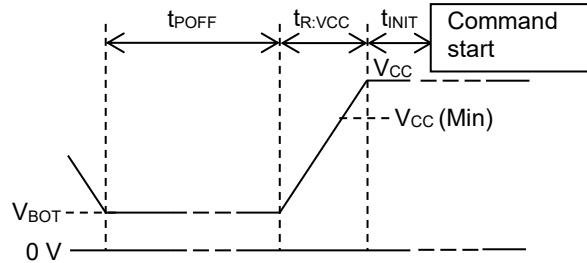 tPOFF
tR:VCC
tINIT
Command
start
VCC
VCC (Min)
VBOT
0 V